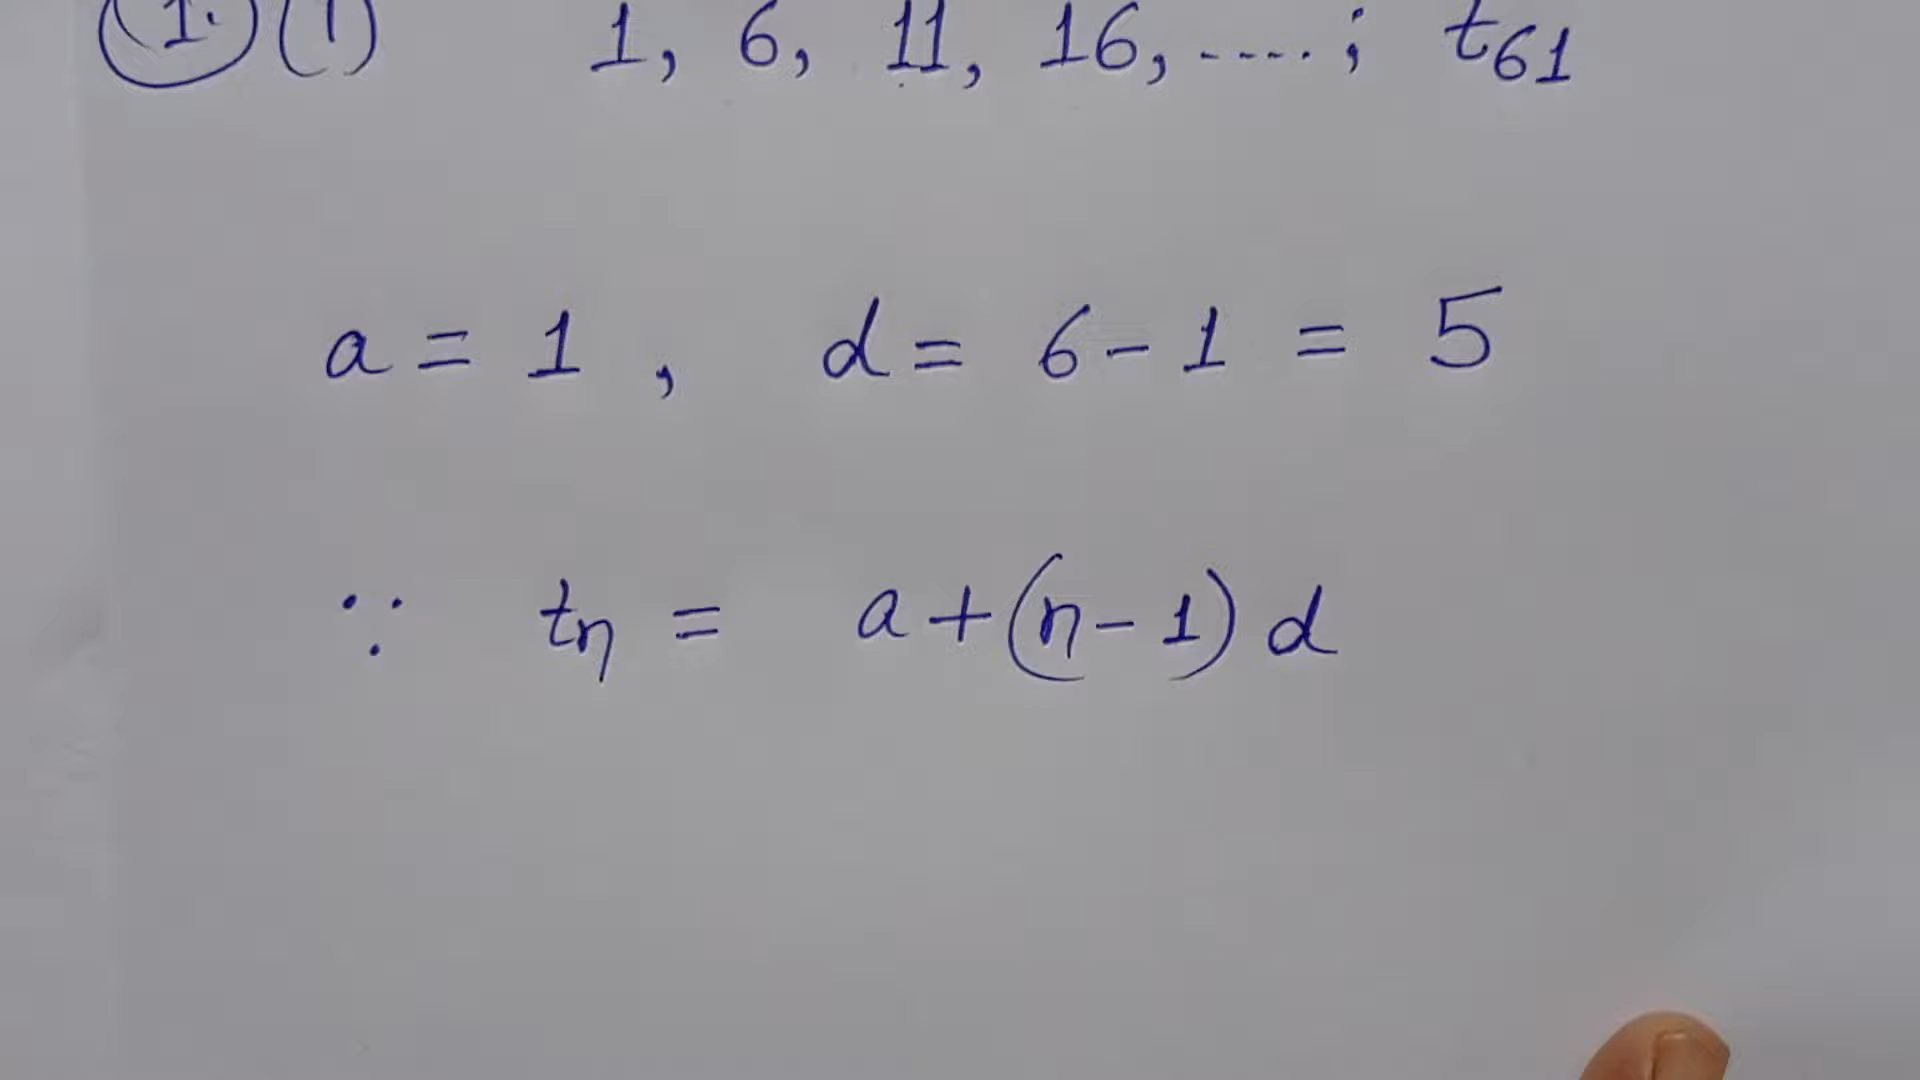 1. (1) 1, 6, 11, 16, ....; t₆₁
a = 1 , d = 6 - 1 = 5
∵ tₙ = a + (n - 1) d